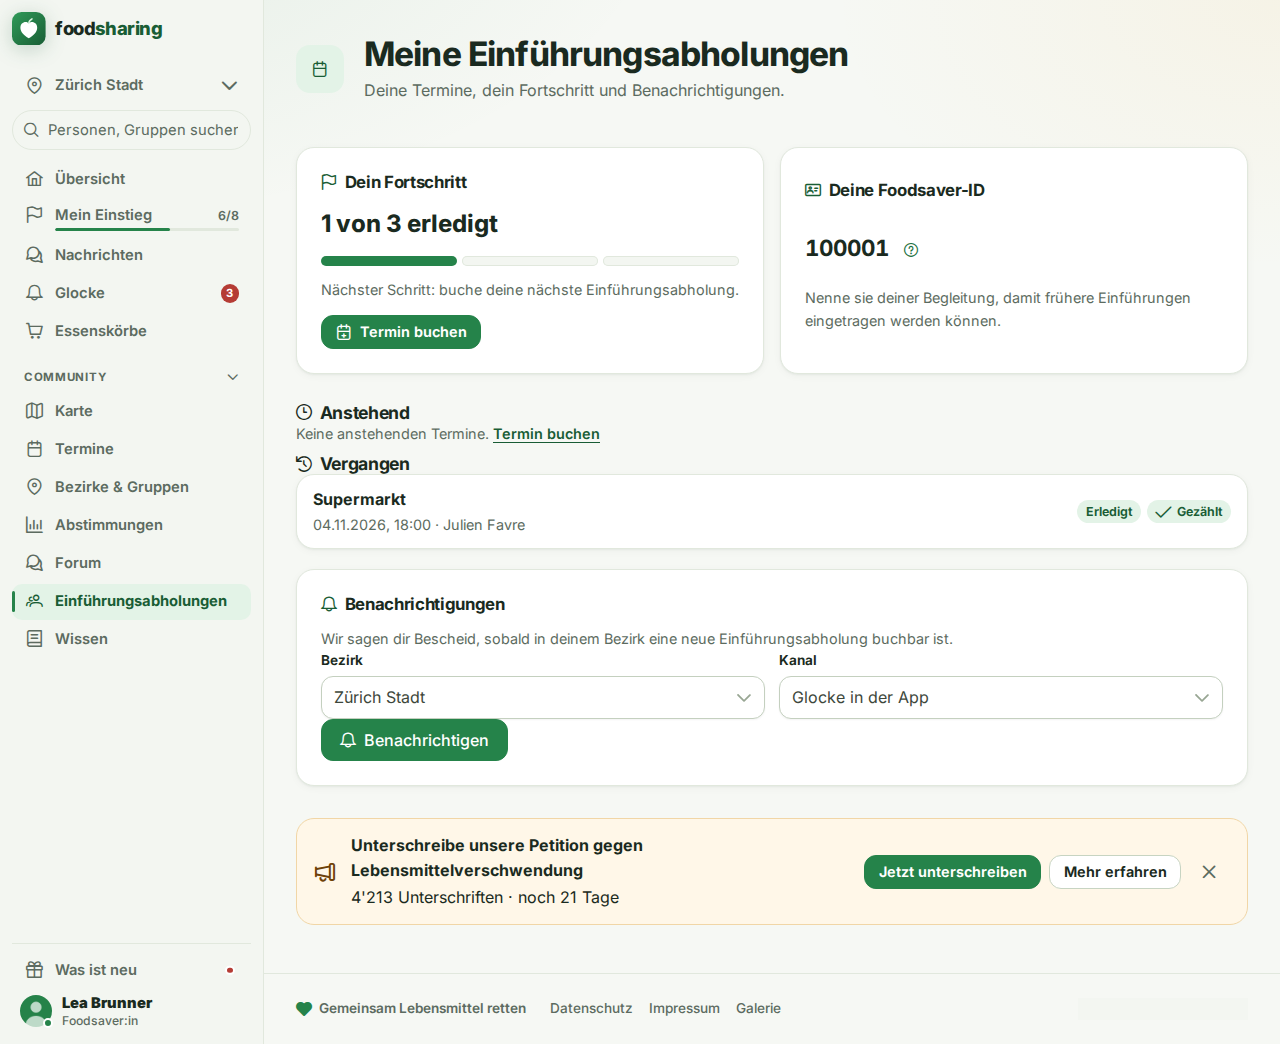 foodsharing
Zürich Stadt
Personen, Gruppen sucher
Übersicht
Mein Einstieg 6/8
Nachrichten
Glocke 3
Essenskörbe
COMMUNITY
Karte
Termine
Bezirke & Gruppen
Abstimmungen
Forum
Einführungsabholungen
Wissen
Was ist neu
Lea Brunner
Foodsaver:in
Meine Einführungsabholungen
Deine Termine, dein Fortschritt und Benachrichtigungen.
Dein Fortschritt
1 von 3 erledigt
Nächster Schritt: buche deine nächste Einführungsabholung.
Termin buchen
Deine Foodsaver-ID
100001
Nenne sie deiner Begleitung, damit frühere Einführungen
eingetragen werden können.
Anstehend
Keine anstehenden Termine. Termin buchen
Vergangen
Supermarkt
04.11.2026, 18:00 · Julien Favre
Erledigt Gezählt
Benachrichtigungen
Wir sagen dir Bescheid, sobald in deinem Bezirk eine neue Einführungsabholung buchbar ist.
Bezirk Kanal
Zürich Stadt Glocke in der App
Benachrichtigen
Unterschreibe unsere Petition gegen
Lebensmittelverschwendung
4'213 Unterschriften · noch 21 Tage
Jetzt unterschreiben Mehr erfahren
Gemeinsam Lebensmittel retten Datenschutz Impressum Galerie